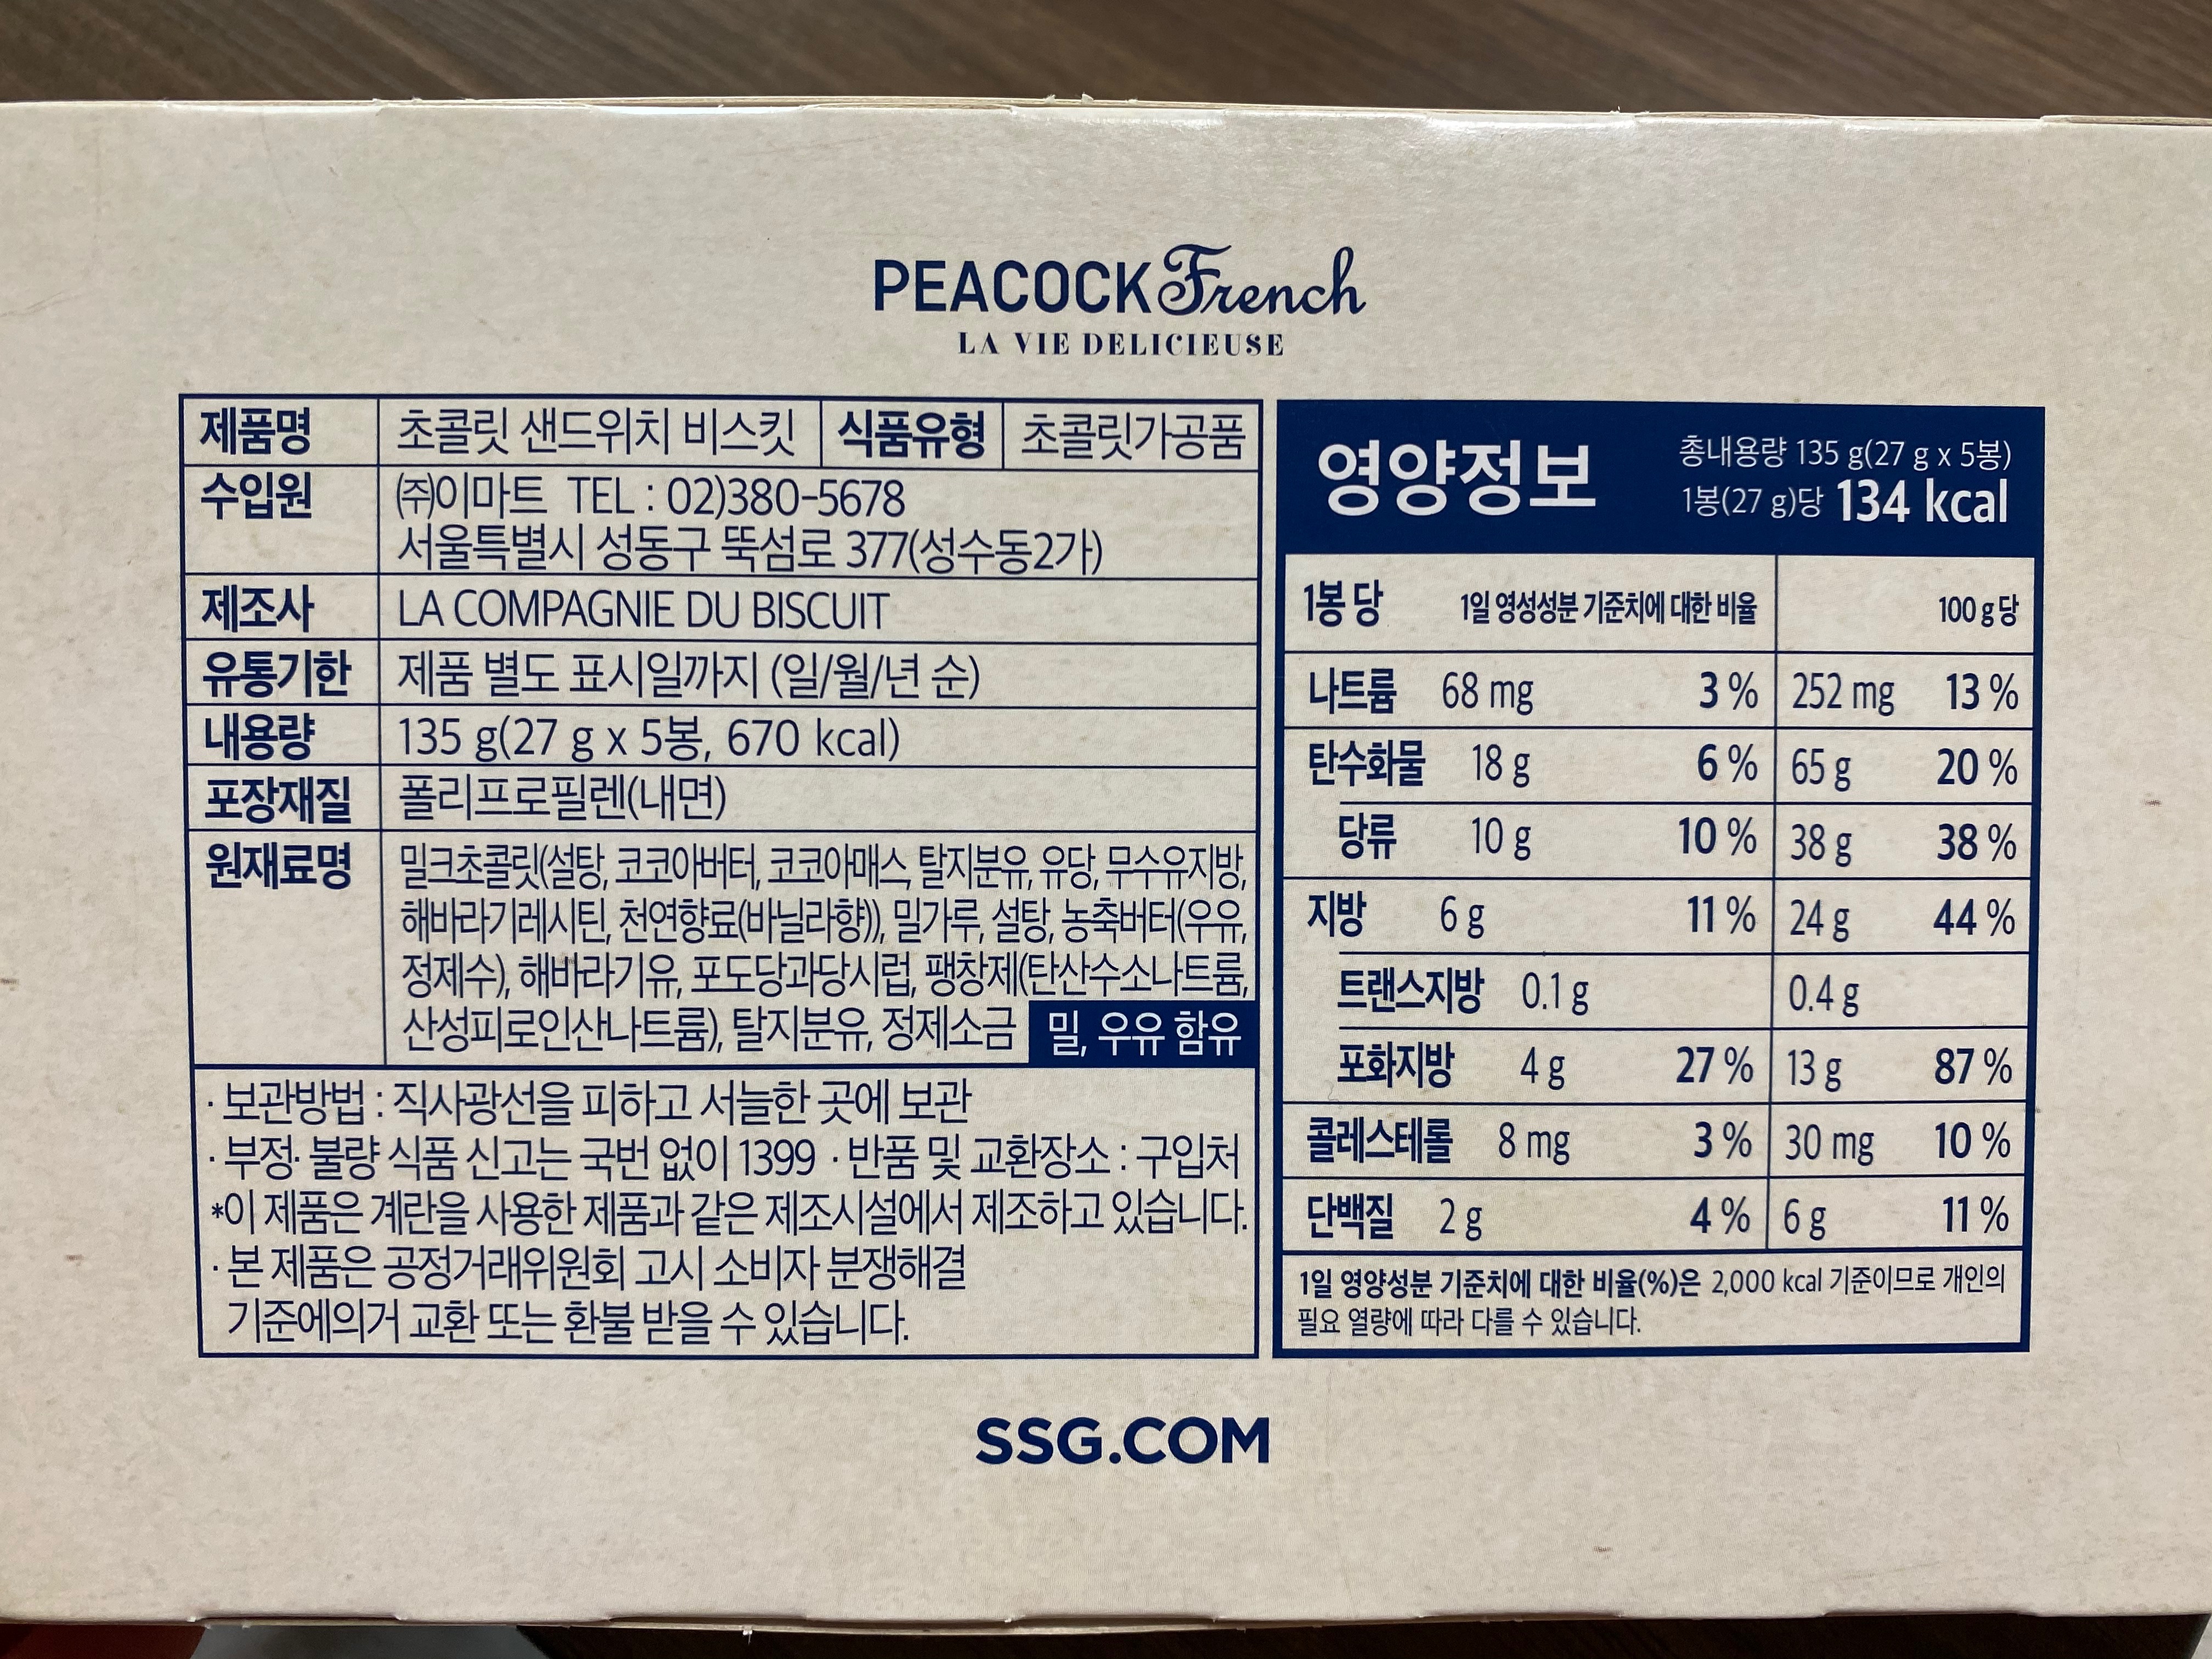 PEACOCK French
LA VIE DELICIEUSE
제품명 초콜릿 샌드위치 비스킷 식품유형 초콜릿가공품
수입원 ㈜이마트 TEL : 02)380-5678
서울특별시 성동구 뚝섬로 377(성수동2가)
제조사 LA COMPAGNIE DU BISCUIT
유통기한 제품 별도 표시일까지 (일/월/년 순)
내용량 135 g(27 g x 5봉, 670 kcal)
포장재질 폴리프로필렌(내면)
원재료명 밀크초콜릿(설탕, 코코아버터, 코코아매스, 탈지분유, 유당, 무수유지방,
해바라기레시틴, 천연향료(바닐라향)), 밀가루, 설탕, 농축버터(우유,
정제수), 해바라기유, 포도당과당시럽, 팽창제(탄산수소나트륨,
산성피로인산나트륨), 탈지분유, 정제소금 밀, 우유 함유
· 보관방법 : 직사광선을 피하고 서늘한 곳에 보관
· 부정· 불량 식품 신고는 국번 없이 1399 · 반품 및 교환장소 : 구입처
*이 제품은 계란을 사용한 제품과 같은 제조시설에서 제조하고 있습니다.
· 본 제품은 공정거래위원회 고시 소비자 분쟁해결
기준에의거 교환 또는 환불 받을 수 있습니다.
영양정보 총내용량 135 g(27 g x 5봉)
1봉(27 g)당 134 kcal
1봉 당 1일 영성성분 기준치에 대한 비율 100 g 당
나트륨 68 mg 3 % 252 mg 13 %
탄수화물 18 g 6 % 65 g 20 %
당류 10 g 10 % 38 g 38 %
지방 6 g 11 % 24 g 44 %
트랜스지방 0.1 g 0.4 g
포화지방 4 g 27 % 13 g 87 %
콜레스테롤 8 mg 3 % 30 mg 10 %
단백질 2 g 4 % 6 g 11 %
1일 영양성분 기준치에 대한 비율(%)은 2,000 kcal 기준이므로 개인의
필요 열량에 따라 다를 수 있습니다.
SSG.COM